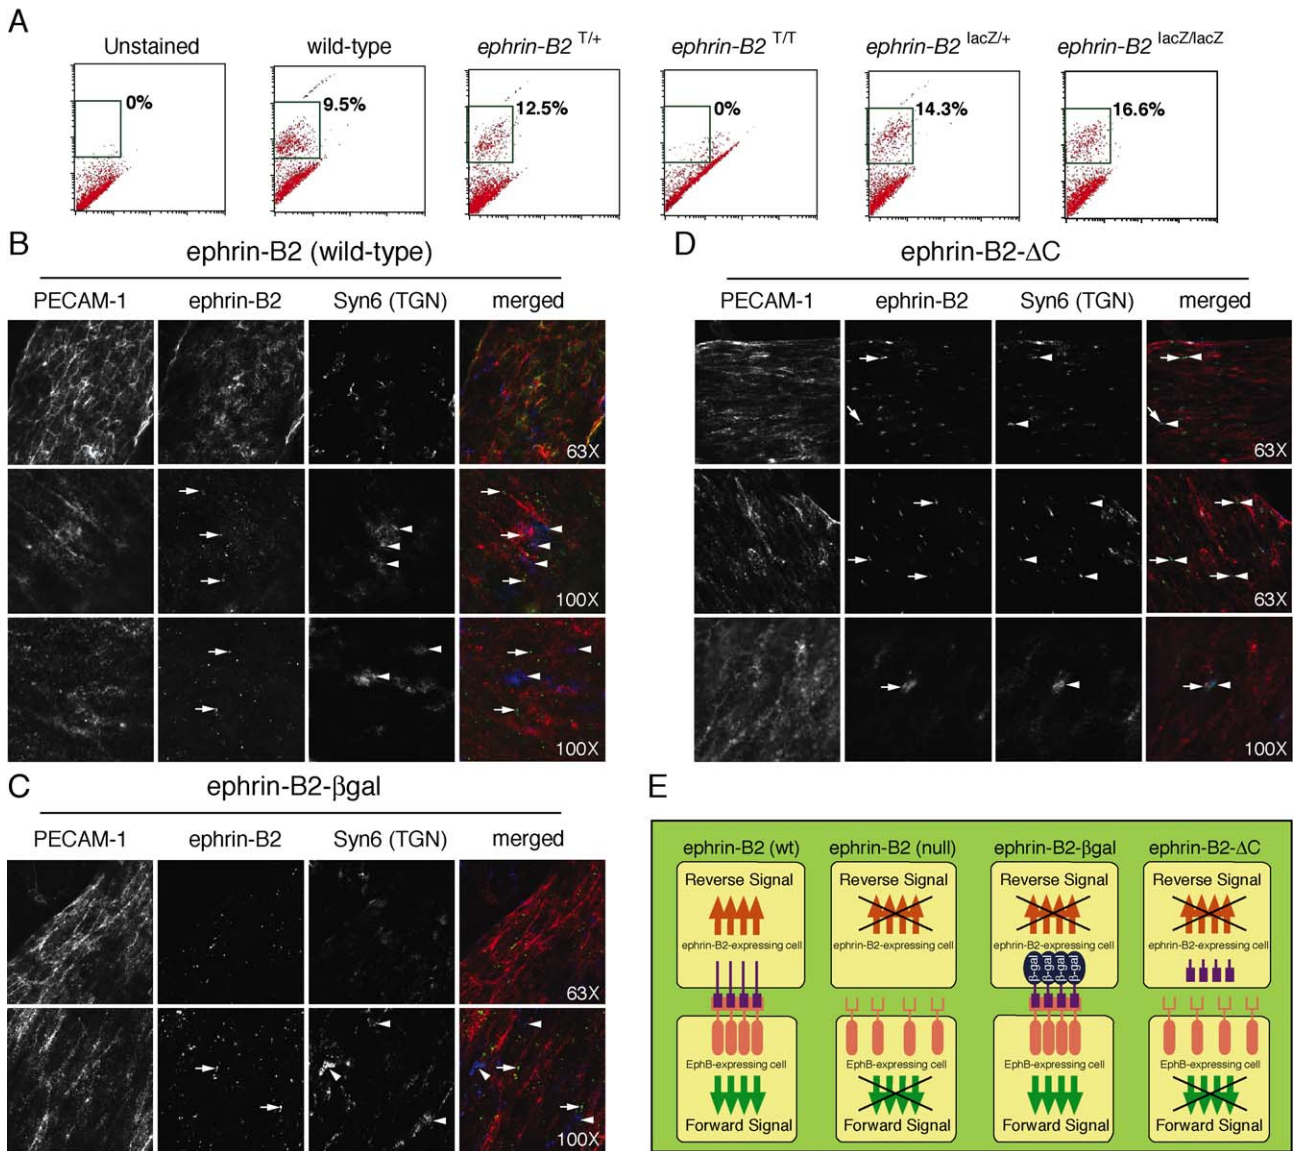 A
Unstained
wild-type
ephrin-B2 T/+
ephrin-B2 T/T
ephrin-B2 lacZ/+
ephrin-B2 lacZ/lacZ
0%
9.5%
12.5%
0%
14.3%
16.6%
B
ephrin-B2 (wild-type)
PECAM-1
ephrin-B2
Syn6 (TGN)
merged
63X
100X
100X
C
ephrin-B2-βgal
PECAM-1
ephrin-B2
Syn6 (TGN)
merged
63X
100X
D
ephrin-B2-ΔC
PECAM-1
ephrin-B2
Syn6 (TGN)
merged
63X
63X
100X
E
ephrin-B2 (wt)
Reverse Signal
ephrin-B2-expressing cell
EphB-expressing cell
Forward Signal
ephrin-B2 (null)
Reverse Signal
ephrin-B2-expressing cell
EphB-expressing cell
Forward Signal
ephrin-B2-βgal
Reverse Signal
ephrin-B2-expressing cell
β-gal
β-gal
β-gal
β-gal
EphB-expressing cell
Forward Signal
ephrin-B2-ΔC
Reverse Signal
ephrin-B2-expressing cell
EphB-expressing cell
Forward Signal